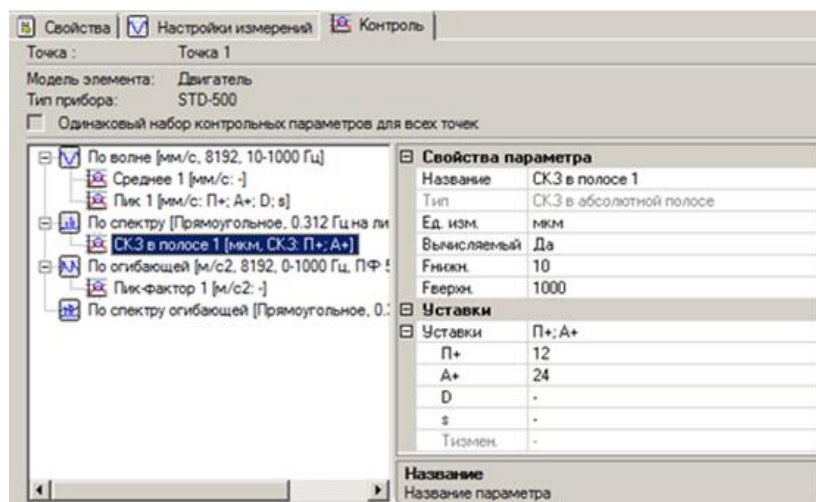 Свойства Настройки измерений Контроль
Точка : Точка 1
Модель элемента: Двигатель
Тип прибора: STD-500
Одинаковый набор контрольных параметров для всех точек
По волне [мм/с, 8192, 10-1000 Гц]
Среднее 1 [мм/с: -]
Пик 1 [мм/с: П+; А+; D; s]
По спектру [Прямоугольное, 0.312 Гц на ли
СКЗ в полосе 1 [мкм, СКЗ: П+; А+]
По огибающей [м/с2, 8192, 0-1000 Гц, ПФ 5
Пик-фактор 1 [м/с2: -]
По спектру огибающей [Прямоугольное, 0.:
Свойства параметра
Название СКЗ в полосе 1
Тип СКЗ в абсолютной полосе
Ед. изм. мкм
Вычисляемый Да
Fнижн. 10
Fверхн. 1000
Уставки
Уставки П+; А+
П+ 12
А+ 24
D -
s -
Тизмен. -
Название
Название параметра